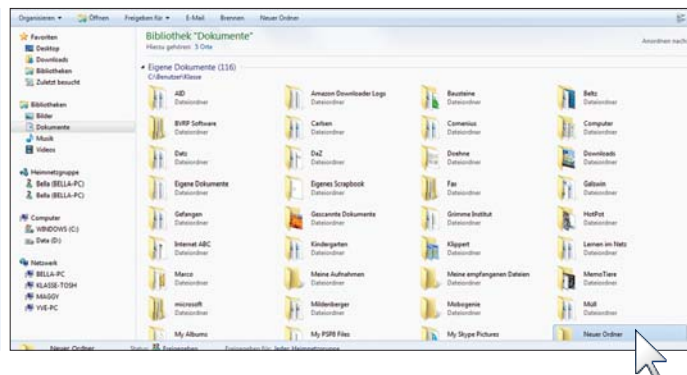 Organisieren Öffnen Freigeben für E-Mail Brennen Neuer Ordner
Favoriten
Desktop
Downloads
Bibliotheken
Zuletzt besucht
Bibliotheken
Bilder
Dokumente
Musik
Videos
Heimnetzgruppe
Bella (BELLA-PC)
Bella (BELLA-PC)
Computer
WINDOWS (C:)
Data (D:)
Netzwerk
BELLA-PC
KLASSE-TOSH
MAGGY
YVE-PC
Bibliothek "Dokumente"
Hierzu gehören: 5 Orte
Anordnen nach
Eigene Dokumente (116)
C:\Benutzer\Klasse
AID Amazon Downloader Logs Bausteine Beltz
Dateiordner Dateiordner Dateiordner Dateiordner
BVRP Software Carlsen Comenius Computer
Dateiordner Dateiordner Dateiordner Dateiordner
Datz DaZ Doehne Downloads
Dateiordner Dateiordner Dateiordner Dateiordner
Eigene Dokumente Eigenes Scrapbook Fax
Dateiordner Dateiordner Dateiordner Dateiordner
Gefangen Gescannte Dokumente Grimme Institut HotPot
Dateiordner Dateiordner Dateiordner Dateiordner
Internet ABC Kindergarten Klippert Lernen im Netz
Dateiordner Dateiordner Dateiordner Dateiordner
Marco Meine Aufnahmen Meine empfangenen Dateien MemoTiere
Dateiordner Dateiordner Dateiordner Dateiordner
microsoft Mildenberger Mobogenie Müll
Dateiordner Dateiordner Dateiordner Dateiordner
My Albums My PSP8 Files My Skype Pictures Neuer Ordner
Neuer Ordner Status: Freigegeben Freigegeben für: Jeder Heimnetzgruppe